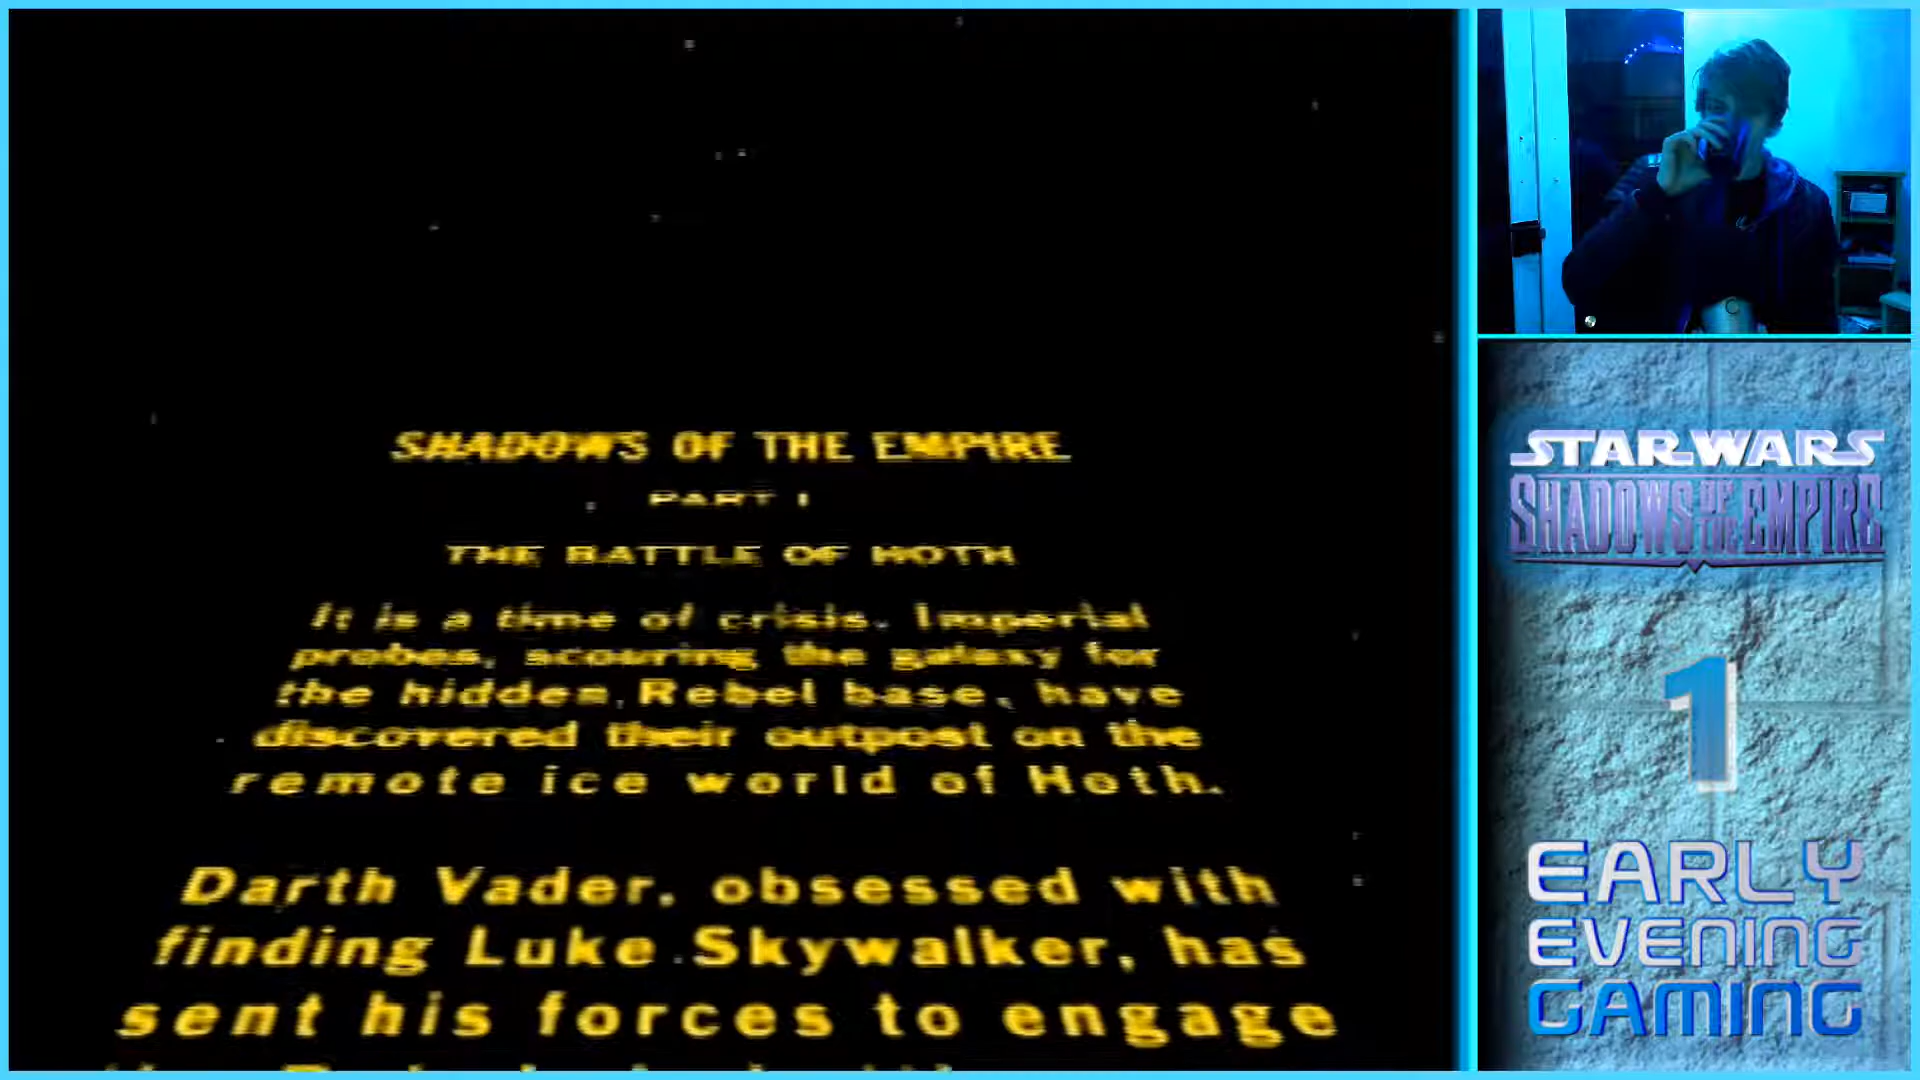 SHADOWS OF THE EMPIRE
PART I
THE BATTLE OF HOTH
It is a time of crisis. Imperial
probes, scouring the galaxy for
the hidden Rebel base, have
discovered their outpost on the
remote ice world of Hoth.
Darth Vader, obsessed with
finding Luke Skywalker, has
sent his forces to engage
STAR WARS
SHADOWS OF THE EMPIRE
1
EARLY
EVENING
GAMING